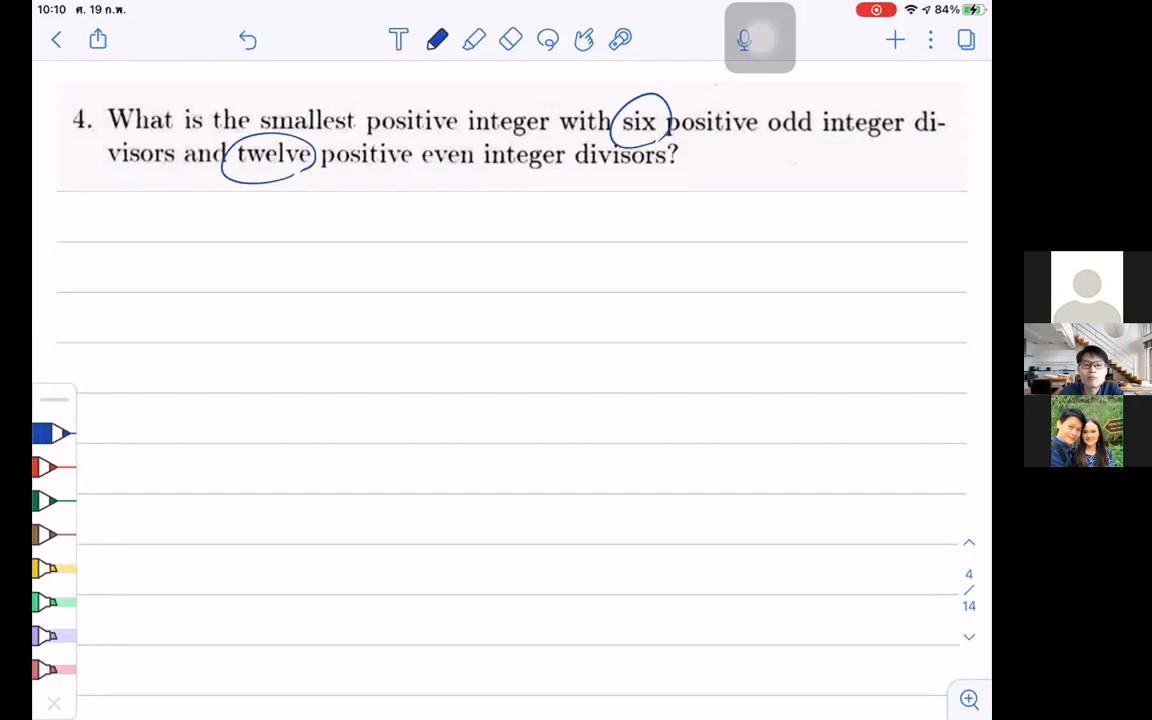 10:10 ศ. 19 ก.พ.
84%
T
4. What is the smallest positive integer with six positive odd integer di-
visors and twelve positive even integer divisors?
4
14